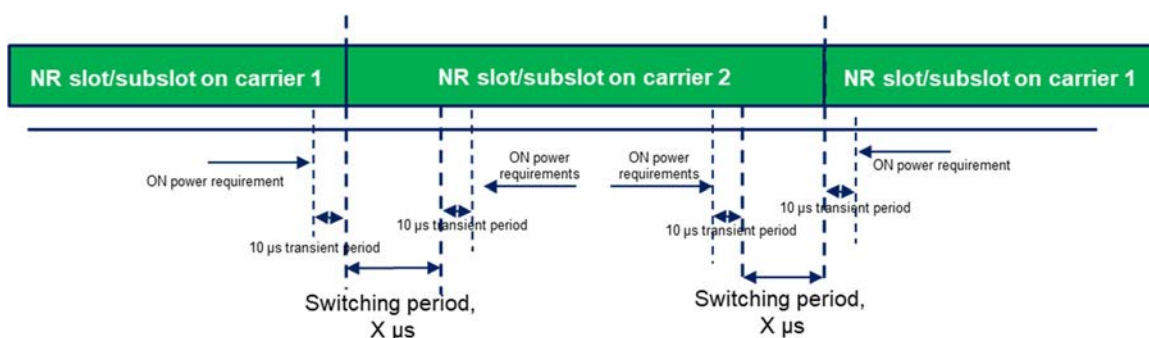 NR slot/subslot on carrier 1
NR slot/subslot on carrier 2
NR slot/subslot on carrier 1
ON power requirement
ON power
requirements
ON power
requirements
ON power requirement
10 µs transient period
10 µs transient period
10 µs transient period
10 µs transient period
Switching period,
X µs
Switching period,
X µs